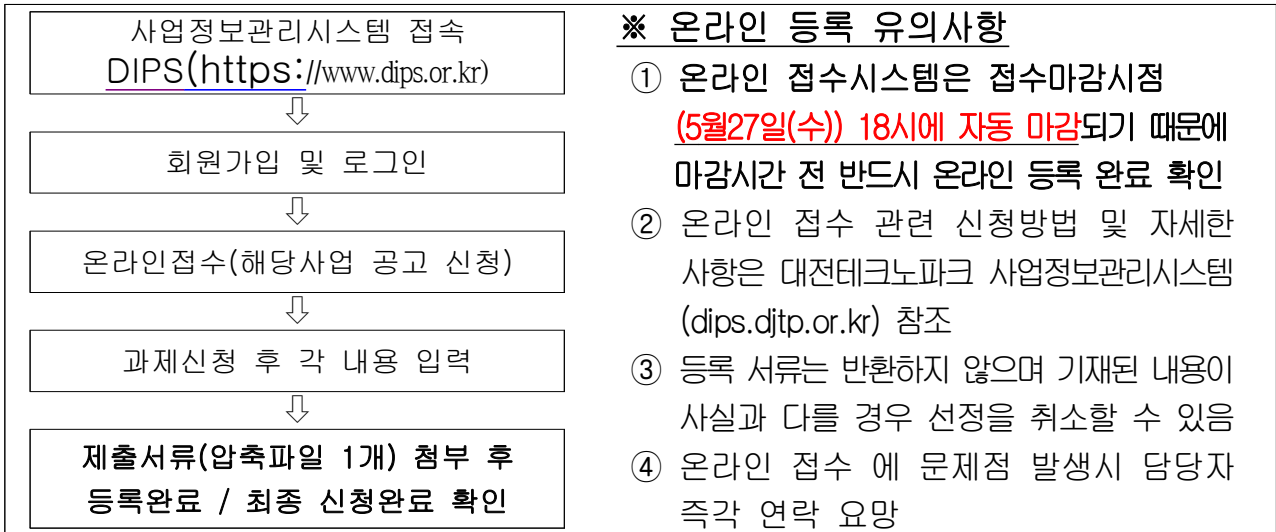 사업정보관리시스템 접속
DIPS(https://www.dips.or.kr)
⇩
회원가입 및 로그인
⇩
온라인접수(해당사업 공고 신청)
⇩
과제신청 후 각 내용 입력
⇩
제출서류(압축파일 1개) 첨부 후
등록완료 / 최종 신청완료 확인
※ 온라인 등록 유의사항
① 온라인 접수시스템은 접수마감시점
(5월27일(수)) 18시에 자동 마감되기 때문에
마감시간 전 반드시 온라인 등록 완료 확인
② 온라인 접수 관련 신청방법 및 자세한
사항은 대전테크노파크 사업정보관리시스템
(dips.djtp.or.kr) 참조
③ 등록 서류는 반환하지 않으며 기재된 내용이
사실과 다를 경우 선정을 취소할 수 있음
④ 온라인 접수 에 문제점 발생시 담당자
즉각 연락 요망